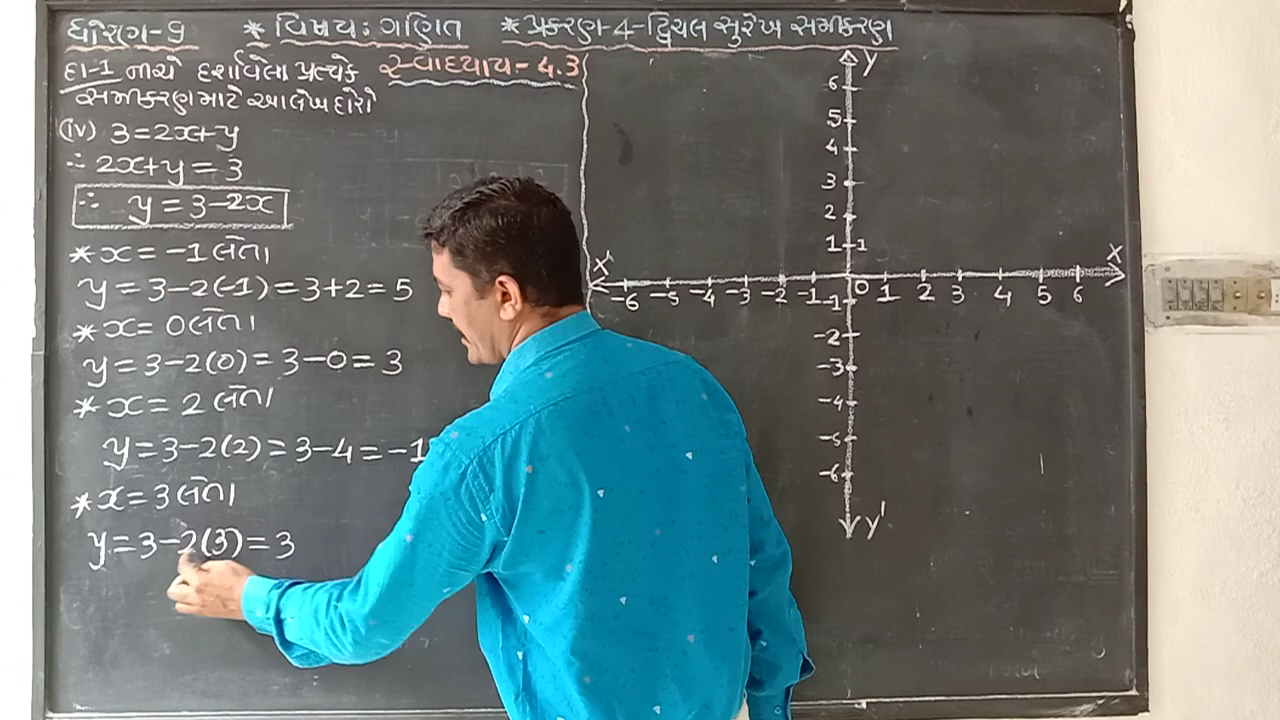 ધોરણ-9 * વિષય: ગણિત * પ્રકરણ-4-દ્વિચલ સુરેખ સમીકરણ
દા-1 નીચે દર્શાવેલા પ્રત્યેક સ્વાધ્યાય-4.3
સમીકરણ માટે આલેખ દોરો
(iv) 3=2x+y
∴ 2x+y=3
∴ y=3-2x
* x=-1 લેતાં
y=3-2(-1)=3+2=5
* x=0 લેતાં
y=3-2(0)=3-0=3
* x=2 લેતાં
y=3-2(2)=3-4=-1
* x=3 લેતાં
y=3-2(3)=3
Y
6
5
4
3
2
1 1
X' X
-6 -5 -4 -3 -2 -1 0 1 2 3 4 5 6
-1
-2
-3
-4
-5
-6
Y'